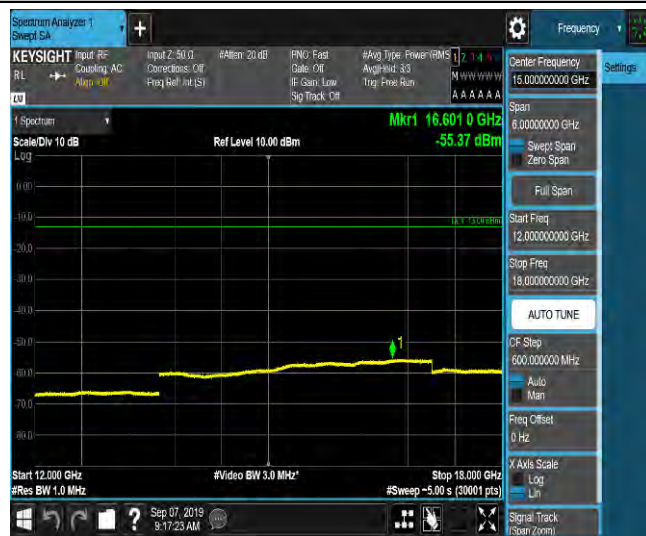 Spectrum Analyzer 1
Swept SA
Frequency
KEYSIGHT
RL
Input: RF
Coupling: AC
Align: Off
Input Z: 50 Ω
Corrections: Off
Freq Ref: Int (S)
#Atten: 20 dB
PNO: Fast
Gate: Off
IF Gain: Low
Sig Track: Off
#Avg Type: Power (RMS
Avg|Hold: 3/3
Trig: Free Run
1 2 3 4 5
M W W W W W
A A A A A A
1 Spectrum
Scale/Div 10 dB
Log
Ref Level 10.00 dBm
Mkr1 16.601 0 GHz
-55.37 dBm
0.00
-10.0
-20.0
-30.0
-40.0
-50.0
-60.0
-70.0
-80.0
1
Start 12.000 GHz
#Res BW 1.0 MHz
#Video BW 3.0 MHz*
Stop 18.000 GHz
#Sweep ~5.00 s (30001 pts)
Sep 07, 2019
9:17:23 AM
Center Frequency
15.000000000 GHz
Settings
Span
6.00000000 GHz
Swept Span
Zero Span
Full Span
Start Freq
12.000000000 GHz
Stop Freq
18.000000000 GHz
AUTO TUNE
CF Step
600.000000 MHz
Auto
Man
Freq Offset
0 Hz
X Axis Scale
Log
Lin
Signal Track
(Span Zoom)